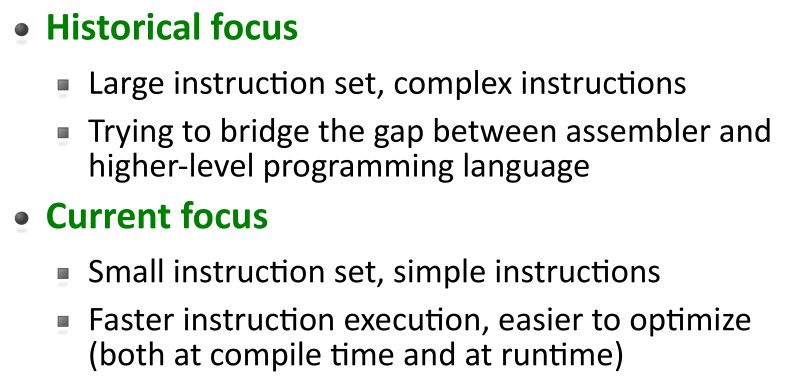 Historical focus
Large instruction set, complex instructions
Trying to bridge the gap between assembler and
higher-level programming language
Current focus
Small instruction set, simple instructions
Faster instruction execution, easier to optimize
(both at compile time and at runtime)